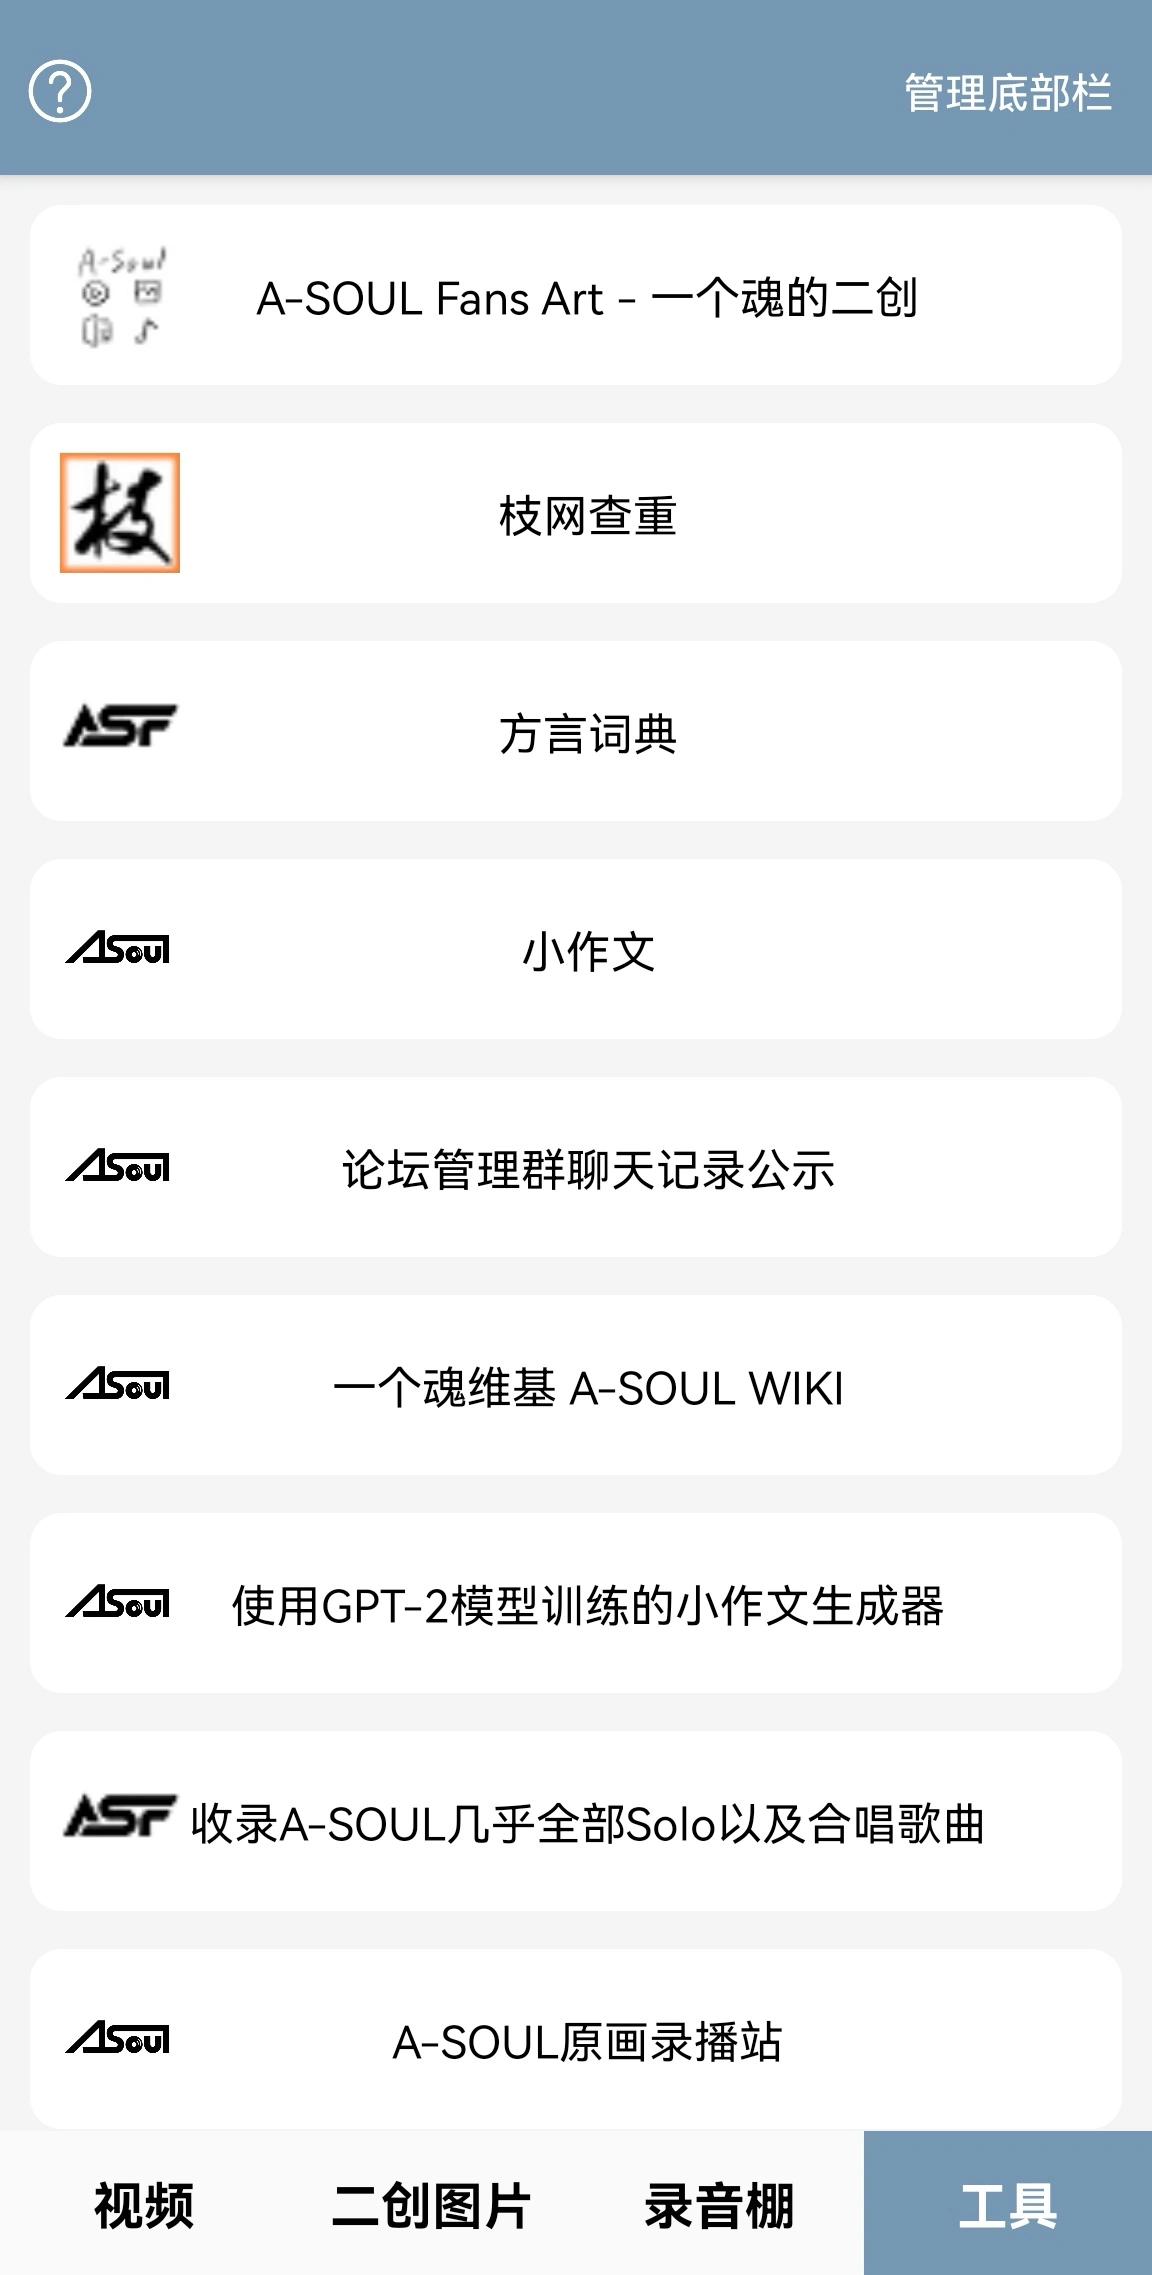 管理底部栏
A-Soul
A-SOUL Fans Art - 一个魂的二创
枝
枝网查重
ASF
方言词典
ASoul
小作文
ASoul
论坛管理群聊天记录公示
ASoul
一个魂维基 A-SOUL WIKI
ASoul
使用GPT-2模型训练的小作文生成器
ASF
收录A-SOUL几乎全部Solo以及合唱歌曲
ASoul
A-SOUL原画录播站
视频
二创图片
录音棚
工具